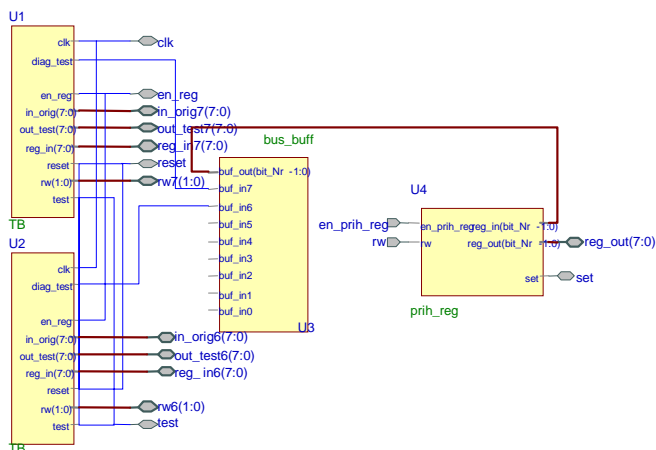 U1
clk
diag_test
en_reg
in_orig(7:0)
out_test(7:0)
reg_in(7:0)
reset
rw(1:0)
test
TB
clk
en_reg
in_orig7(7:0)
out_test7(7:0)
reg_in7(7:0)
reset
rw7(1:0)
U2
clk
diag_test
en_reg
in_orig(7:0)
out_test(7:0)
reg_in(7:0)
reset
rw(1:0)
test
TB
in_orig6(7:0)
out_test6(7:0)
reg_ in6(7:0)
rw6(1:0)
test
bus_buff
buf_out(bit_Nr -1:0)
buf_in7
buf_in6
buf_in5
buf_in4
buf_in3
buf_in2
buf_in1
buf_in0
U3
U4
en_prih_reg
rw
en_prih_reg
reg_in(bit_Nr -1:0)
rw
reg_out(bit_Nr -1:0)
set
prih_reg
reg_out(7:0)
set